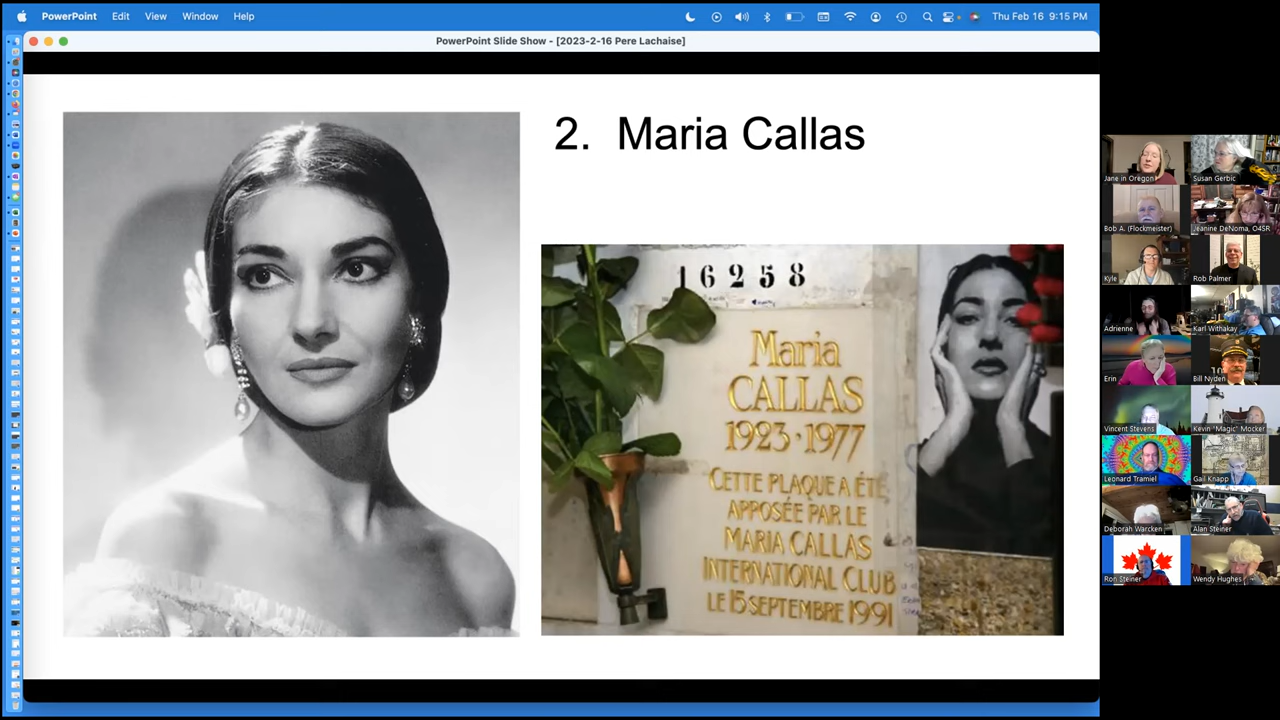 PowerPoint Edit View Window Help
Thu Feb 16 9:15 PM
PowerPoint Slide Show - [2023-2-16 Pere Lachaise]
2. Maria Callas
16258
Maria
CALLAS
1923·1977
CETTE PLAQUE A ÉTÉ
APPOSÉE PAR LE
MARIA CALLAS
INTERNATIONAL CLUB
LE 15 SEPTEMBRE 1991
Jane in Oregon
Susan Gerbic
Bob A. (Flockmeister)
Jeanine DeNoma, O4SR
Kyle
Rob Palmer
Adrienne
Karl Withakay
Erin
Bill Nyden
Vincent Stevens
Kevin "Magic" Mocker
Leonard Tramiel
Gail Knapp
Deborah Warcken
Alan Steiner
Ron Steiner
Wendy Hughes